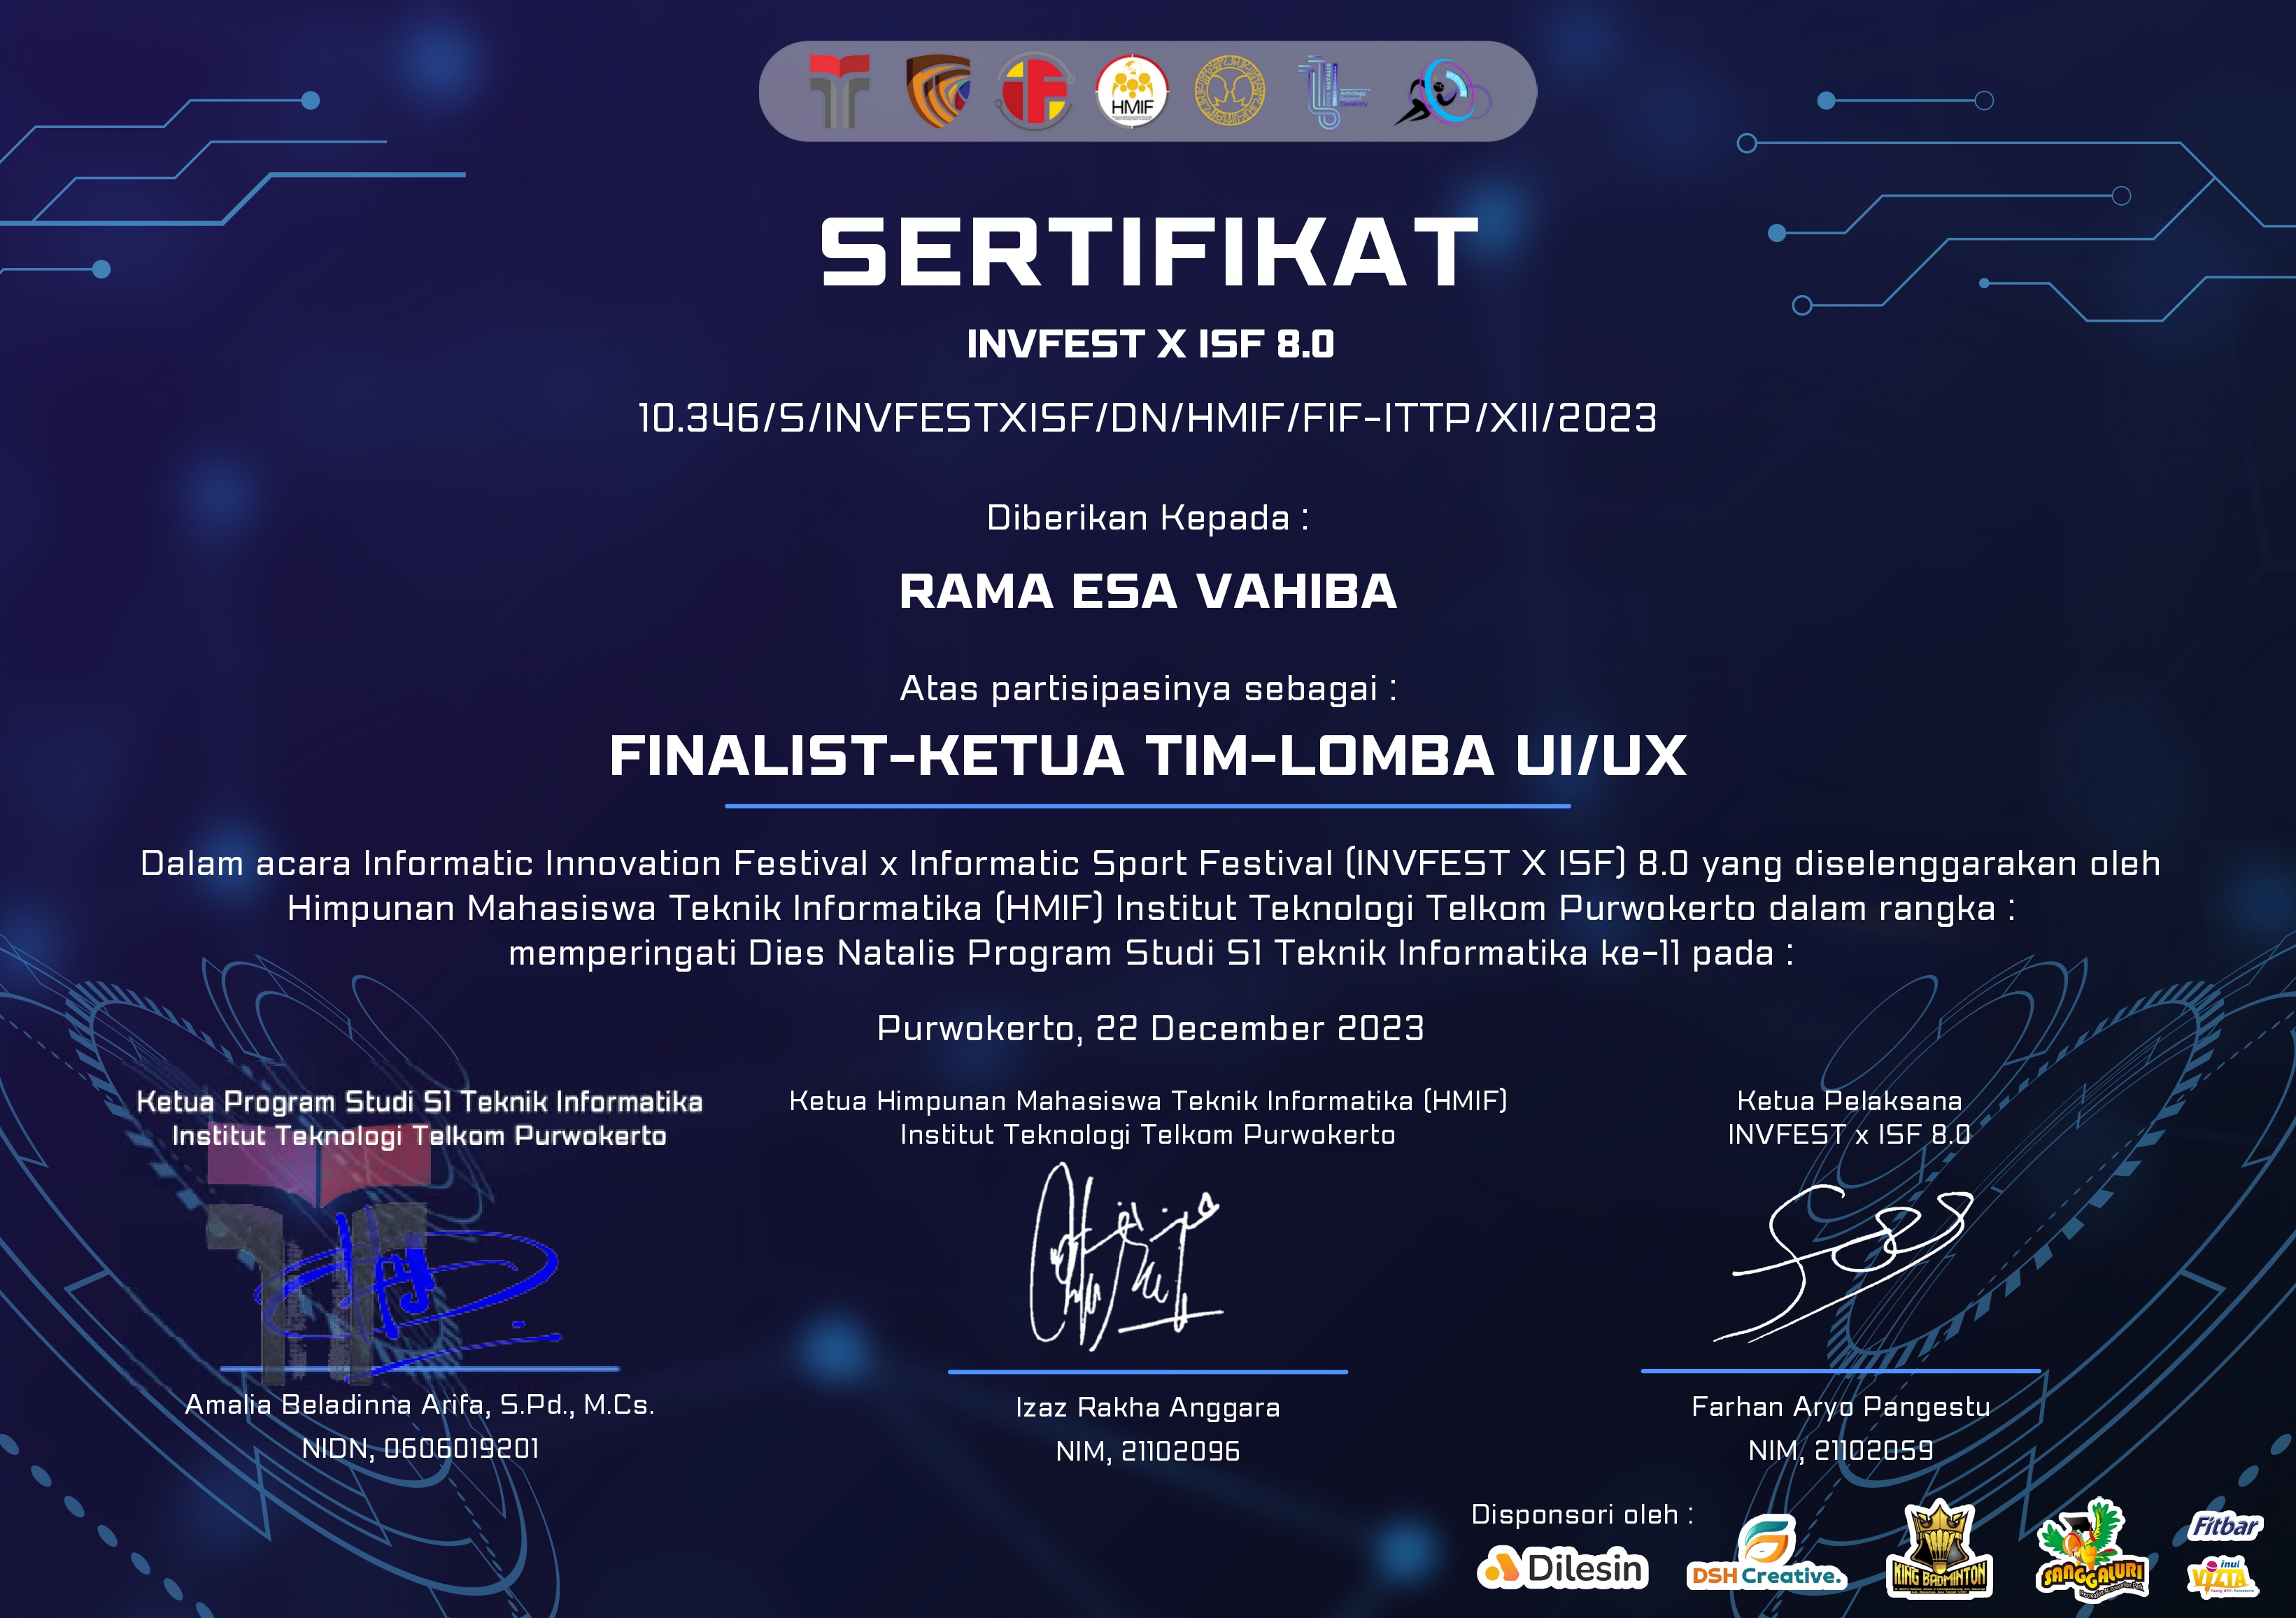 HMIF
SERTIFIKAT
INVFEST X ISF 8.0
10.346/S/INVFESTXISF/DN/HMIF/FIF-ITTP/XII/2023
Diberikan Kepada :
RAMA ESA VAHIBA
Atas partisipasinya sebagai :
FINALIST-KETUA TIM-LOMBA UI/UX
Dalam acara Informatic Innovation Festival x Informatic Sport Festival (INVFEST X ISF) 8.0 yang diselenggarakan oleh
Himpunan Mahasiswa Teknik Informatika (HMIF) Institut Teknologi Telkom Purwokerto dalam rangka :
memperingati Dies Natalis Program Studi S1 Teknik Informatika ke-11 pada :
Purwokerto, 22 December 2023
Ketua Program Studi S1 Teknik Informatika
Institut Teknologi Telkom Purwokerto
Amalia Beladinna Arifa, S.Pd., M.Cs.
NIDN, 0606019201
Ketua Himpunan Mahasiswa Teknik Informatika (HMIF)
Institut Teknologi Telkom Purwokerto
Izaz Rakha Anggara
NIM, 21102096
Ketua Pelaksana
INVFEST x ISF 8.0
Farhan Aryo Pangestu
NIM, 21102059
Disponsori oleh :
Dilesin
DSH Creative.
KING BADMINTON
SANGGALURI
Fitbar
inul
VIZTA